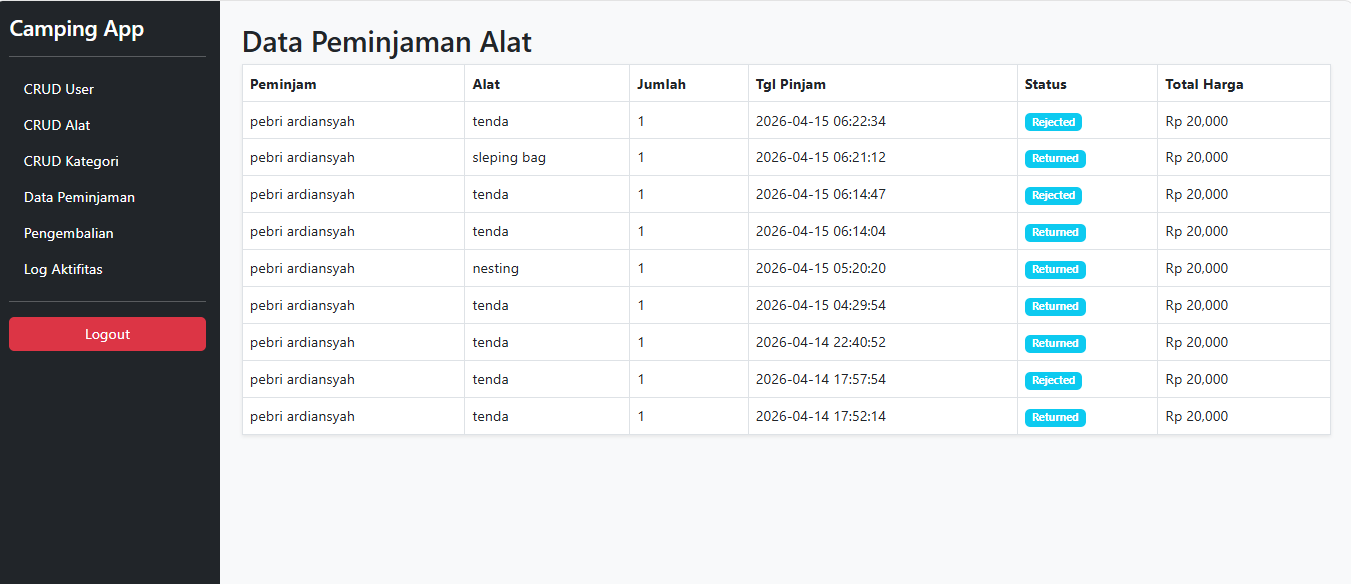 Camping App
CRUD User
CRUD Alat
CRUD Kategori
Data Peminjaman
Pengembalian
Log Aktifitas
Logout
Data Peminjaman Alat
Peminjam Alat Jumlah Tgl Pinjam Status Total Harga
pebri ardiansyah tenda 1 2026-04-15 06:22:34 Rejected Rp 20,000
pebri ardiansyah sleping bag 1 2026-04-15 06:21:12 Returned Rp 20,000
pebri ardiansyah tenda 1 2026-04-15 06:14:47 Rejected Rp 20,000
pebri ardiansyah tenda 1 2026-04-15 06:14:04 Returned Rp 20,000
pebri ardiansyah nesting 1 2026-04-15 05:20:20 Returned Rp 20,000
pebri ardiansyah tenda 1 2026-04-15 04:29:54 Returned Rp 20,000
pebri ardiansyah tenda 1 2026-04-14 22:40:52 Returned Rp 20,000
pebri ardiansyah tenda 1 2026-04-14 17:57:54 Rejected Rp 20,000
pebri ardiansyah tenda 1 2026-04-14 17:52:14 Returned Rp 20,000